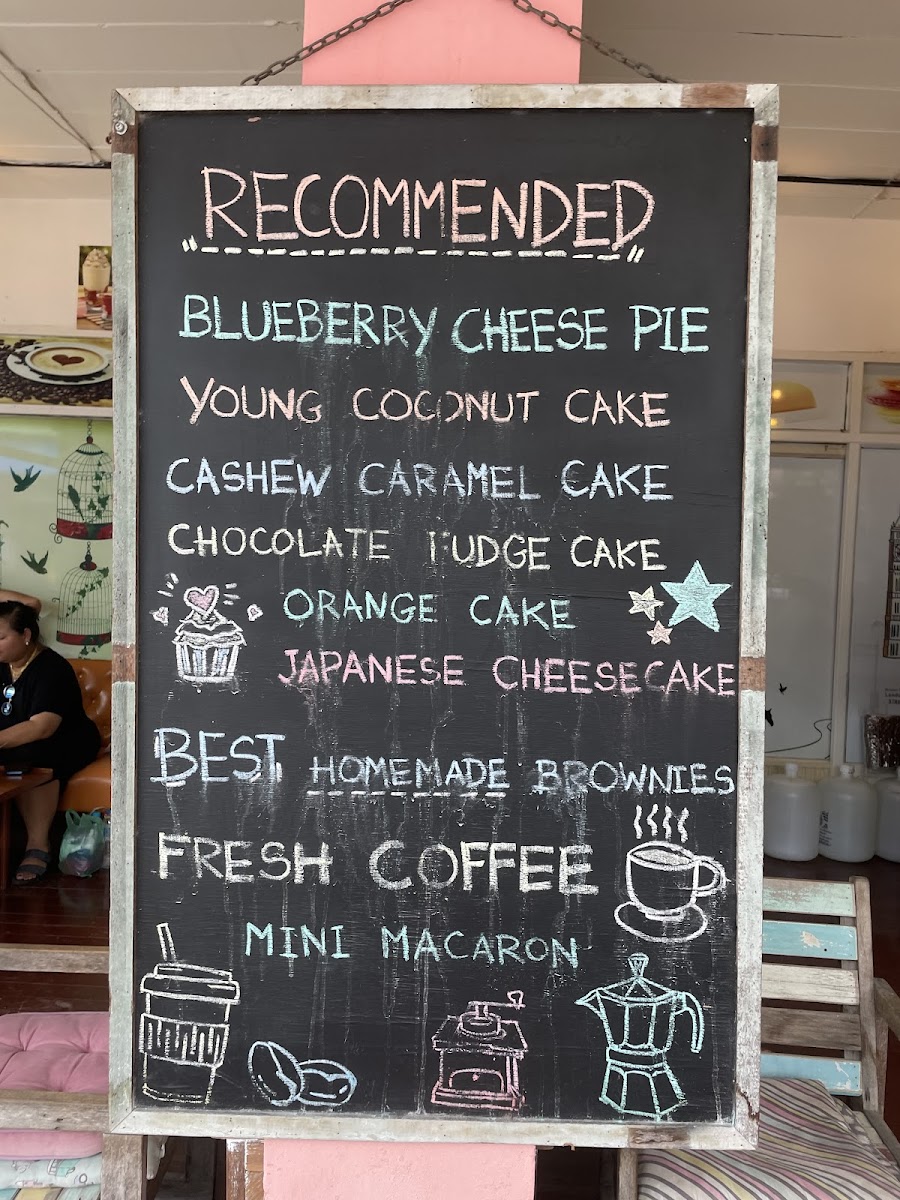 RECOMMENDED
BLUEBERRY CHEESE PIE
YOUNG COCONUT CAKE
CASHEW CARAMEL CAKE
CHOCOLATE FUDGE CAKE
ORANGE CAKE
JAPANESE CHEESECAKE
BEST HOMEMADE BROWNIES
FRESH COFFEE
MINI MACARON